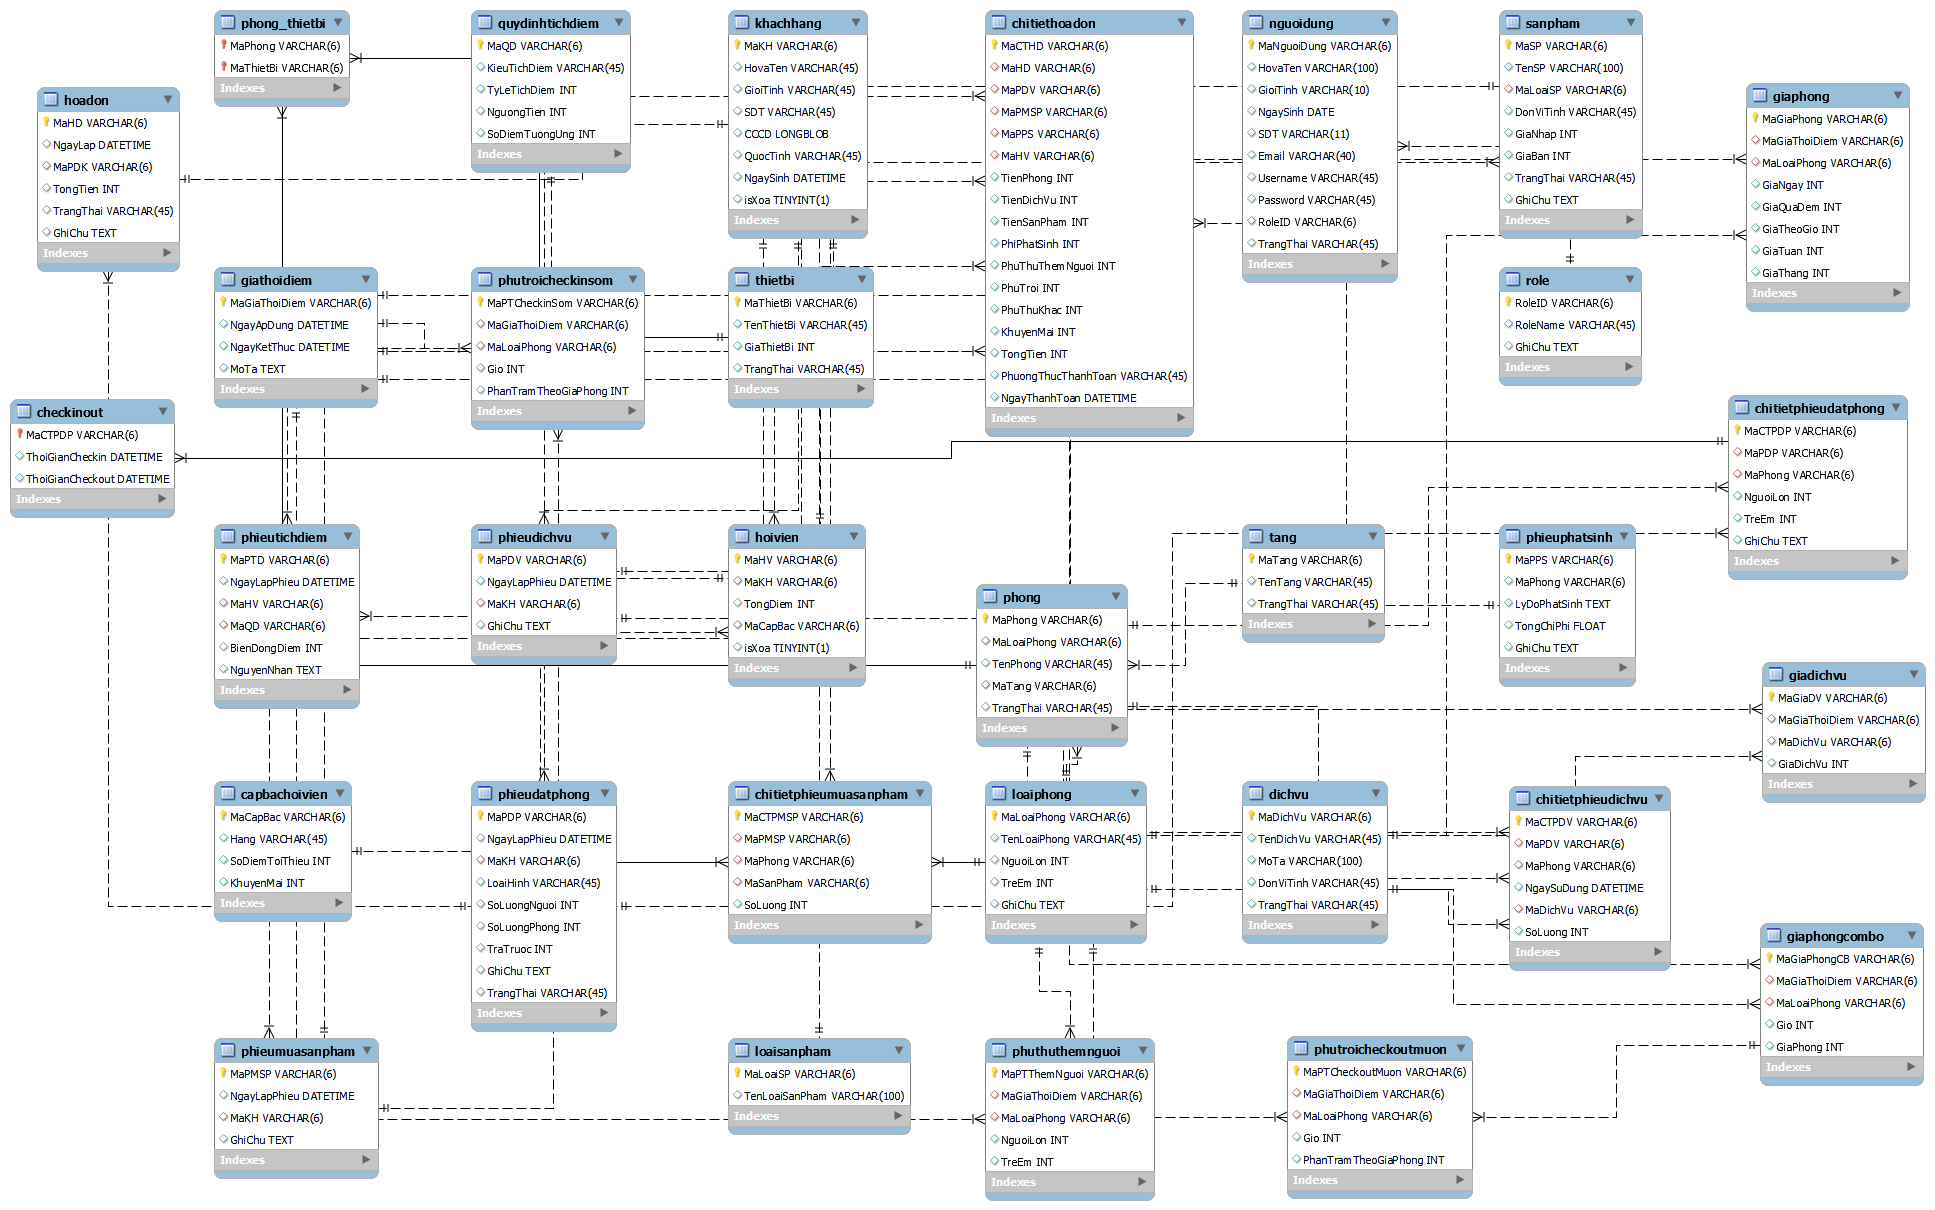 phong_thietbi
MaPhong VARCHAR(6)
MaThietBi VARCHAR(6)
Indexes
quydinhtichdiem
MaQD VARCHAR(6)
KieuTichDiem VARCHAR(45)
TyLeTichDiem INT
NguongTien INT
SoDiemTuongUng INT
Indexes
khachhang
MaKH VARCHAR(6)
HovaTen VARCHAR(45)
GioiTinh VARCHAR(45)
SDT VARCHAR(45)
CCCD LONGBLOB
QuocTinh VARCHAR(45)
NgaySinh DATETIME
isXoa TINYINT(1)
Indexes
chitiethoadon
MaCTHD VARCHAR(6)
MaHD VARCHAR(6)
MaPDV VARCHAR(6)
MaPMSP VARCHAR(6)
MaPPS VARCHAR(6)
MaHV VARCHAR(6)
TienPhong INT
TienDichVu INT
TienSanPham INT
PhiPhatSinh INT
PhuThuThemNguoi INT
PhuTroi INT
PhuThuKhac INT
KhuyenMai INT
TongTien INT
PhuongThucThanhToan VARCHAR(45)
NgayThanhToan DATETIME
Indexes
nguoidung
MaNguoiDung VARCHAR(6)
HovaTen VARCHAR(100)
GioiTinh VARCHAR(10)
NgaySinh DATE
SDT VARCHAR(11)
Email VARCHAR(40)
Username VARCHAR(45)
Password VARCHAR(45)
RoleID VARCHAR(6)
TrangThai VARCHAR(45)
Indexes
sanpham
MaSP VARCHAR(6)
TenSP VARCHAR(100)
MaLoaiSP VARCHAR(6)
DonViTinh VARCHAR(45)
GiaNhap INT
GiaBan INT
TrangThai VARCHAR(45)
GhiChu TEXT
Indexes
giaphong
MaGiaPhong VARCHAR(6)
MaGiaThoiDiem VARCHAR(6)
MaLoaiPhong VARCHAR(6)
GiaNgay INT
GiaQuaDem INT
GiaTheoGio INT
GiaTuan INT
GiaThang INT
Indexes
hoadon
MaHD VARCHAR(6)
NgayLap DATETIME
MaPDK VARCHAR(6)
TongTien INT
TrangThai VARCHAR(45)
GhiChu TEXT
Indexes
giathoidiem
MaGiaThoiDiem VARCHAR(6)
NgayApDung DATETIME
NgayKetThuc DATETIME
MoTa TEXT
Indexes
phutroicheckinsom
MaPTCheckinSom VARCHAR(6)
MaGiaThoiDiem VARCHAR(6)
MaLoaiPhong VARCHAR(6)
Gio INT
PhanTramTheoGiaPhong INT
Indexes
thietbi
MaThietBi VARCHAR(6)
TenThietBi VARCHAR(45)
GiaThietBi INT
TrangThai VARCHAR(45)
Indexes
role
RoleID VARCHAR(6)
RoleName VARCHAR(45)
GhiChu TEXT
Indexes
checkinout
MaCTPDP VARCHAR(6)
ThoiGianCheckin DATETIME
ThoiGianCheckout DATETIME
Indexes
chitietphieudatphong
MaCTPDP VARCHAR(6)
MaPDP VARCHAR(6)
MaPhong VARCHAR(6)
NguoiLon INT
TreEm INT
GhiChu TEXT
Indexes
phieutichdiem
MaPTD VARCHAR(6)
NgayLapPhieu DATETIME
MaHV VARCHAR(6)
MaQD VARCHAR(6)
BienDongDiem INT
NguyenNhan TEXT
Indexes
phieudichvu
MaPDV VARCHAR(6)
NgayLapPhieu DATETIME
MaKH VARCHAR(6)
GhiChu TEXT
Indexes
hoivien
MaHV VARCHAR(6)
MaKH VARCHAR(6)
TongDiem INT
MaCapBac VARCHAR(6)
isXoa TINYINT(1)
Indexes
phong
MaPhong VARCHAR(6)
MaLoaiPhong VARCHAR(6)
TenPhong VARCHAR(45)
MaTang VARCHAR(6)
TrangThai VARCHAR(45)
Indexes
tang
MaTang VARCHAR(6)
TenTang VARCHAR(45)
TrangThai VARCHAR(45)
Indexes
phieuphatsinh
MaPPS VARCHAR(6)
MaPhong VARCHAR(6)
LyDoPhatSinh TEXT
TongChiPhi FLOAT
GhiChu TEXT
Indexes
giadichvu
MaGiaDV VARCHAR(6)
MaGiaThoiDiem VARCHAR(6)
MaDichVu VARCHAR(6)
GiaDichVu INT
Indexes
capbachoivien
MaCapBac VARCHAR(6)
Hang VARCHAR(45)
SoDiemToiThieu INT
KhuyenMai INT
Indexes
phieudatphong
MaPDP VARCHAR(6)
NgayLapPhieu DATETIME
MaKH VARCHAR(6)
LoaiHinh VARCHAR(45)
SoLuongNguoi INT
SoLuongPhong INT
TraTruoc INT
GhiChu TEXT
TrangThai VARCHAR(45)
Indexes
chitietphieumuasanpham
MaCTPMSP VARCHAR(6)
MaPMSP VARCHAR(6)
MaPhong VARCHAR(6)
MaSanPham VARCHAR(6)
SoLuong INT
Indexes
loaiphong
MaLoaiPhong VARCHAR(6)
TenLoaiPhong VARCHAR(45)
NguoiLon INT
TreEm INT
GhiChu TEXT
Indexes
dichvu
MaDichVu VARCHAR(6)
TenDichVu VARCHAR(45)
MoTa VARCHAR(100)
DonViTinh VARCHAR(45)
TrangThai VARCHAR(45)
Indexes
chitietphieudichvu
MaCTPDV VARCHAR(6)
MaPDV VARCHAR(6)
MaPhong VARCHAR(6)
NgaySuDung DATETIME
MaDichVu VARCHAR(6)
SoLuong INT
Indexes
giaphongcombo
MaGiaPhongCB VARCHAR(6)
MaGiaThoiDiem VARCHAR(6)
MaLoaiPhong VARCHAR(6)
Gio INT
GiaPhong INT
Indexes
phieumuasanpham
MaPMSP VARCHAR(6)
NgayLapPhieu DATETIME
MaKH VARCHAR(6)
GhiChu TEXT
Indexes
loaisanpham
MaLoaiSP VARCHAR(6)
TenLoaiSanPham VARCHAR(100)
Indexes
phuthuthemnguoi
MaPTThemNguoi VARCHAR(6)
MaGiaThoiDiem VARCHAR(6)
MaLoaiPhong VARCHAR(6)
NguoiLon INT
TreEm INT
Indexes
phutroicheckoutmuon
MaPTCheckoutMuon VARCHAR(6)
MaGiaThoiDiem VARCHAR(6)
MaLoaiPhong VARCHAR(6)
Gio INT
PhanTramTheoGiaPhong INT
Indexes